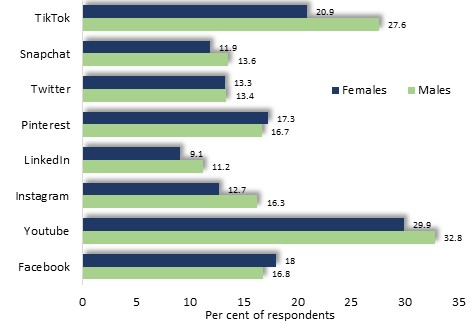 TikTok
20.9
27.6
Snapchat
11.9
13.6
Twitter
13.3
13.4
Females Males
Pinterest
17.3
16.7
LinkedIn
9.1
11.2
Instagram
12.7
16.3
Youtube
29.9
32.8
Facebook
18
16.8
0 5 10 15 20 25 30 35
Per cent of respondents